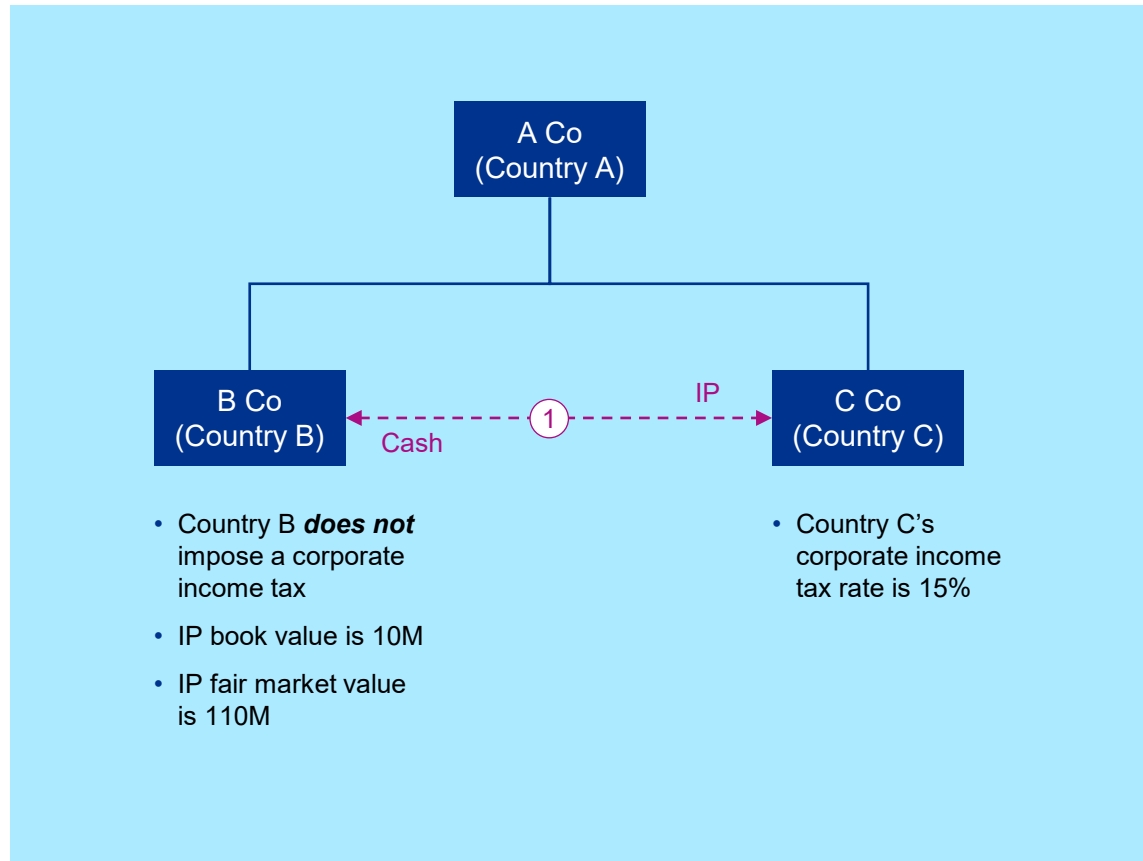 A Co
(Country A)
B Co
(Country B)
Cash
1
IP
C Co
(Country C)
• Country B does not
impose a corporate
income tax
• IP book value is 10M
• IP fair market value
is 110M
• Country C’s
corporate income
tax rate is 15%